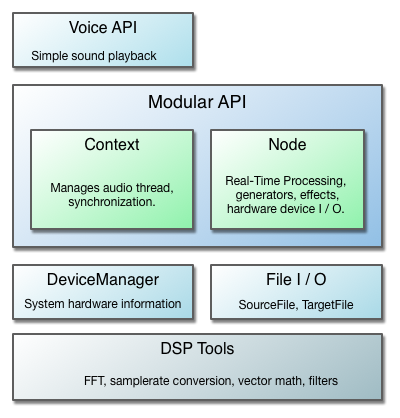 Voice API
Simple sound playback
Modular API
Context
Manages audio thread,
synchronization.
Node
Real-Time Processing,
generators, effects,
hardware device I / O.
DeviceManager
System hardware information
File I / O
SourceFile, TargetFile
DSP Tools
FFT, samplerate conversion, vector math, filters